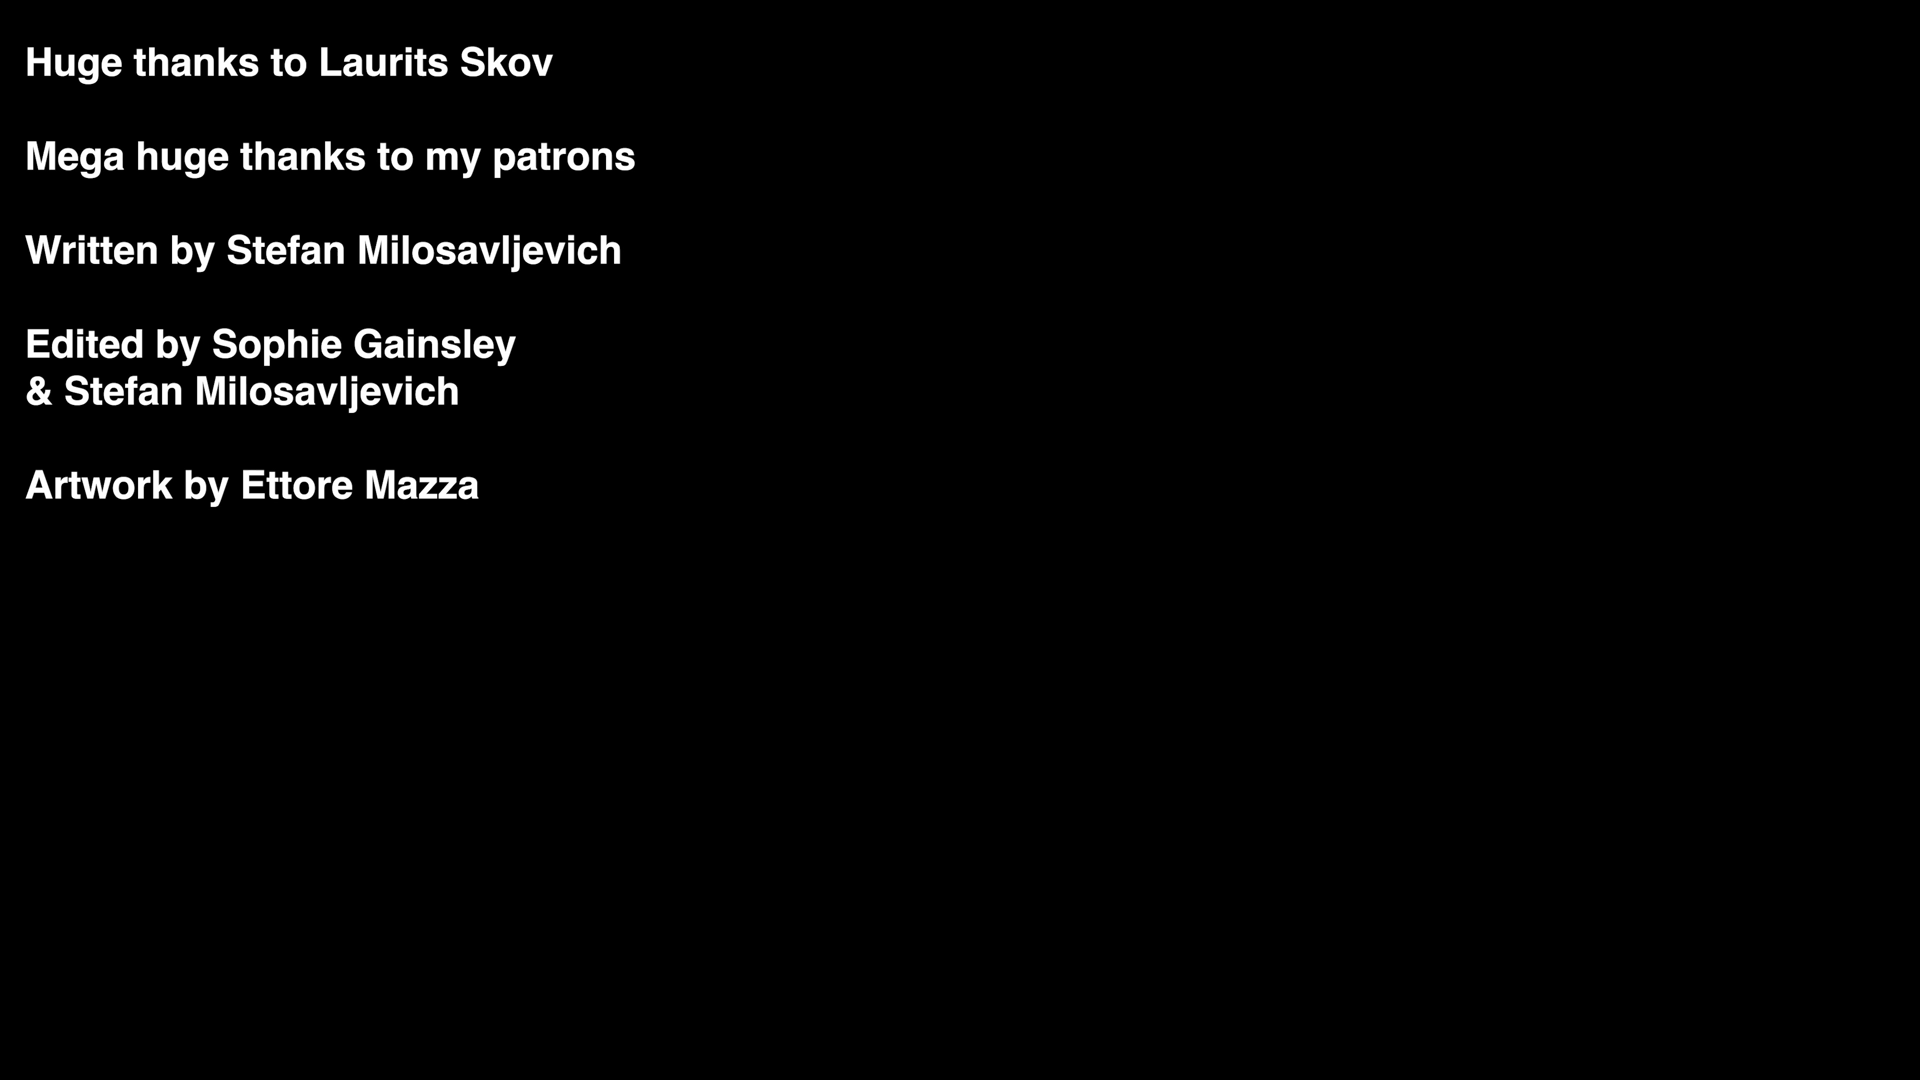 Huge thanks to Laurits Skov
Mega huge thanks to my patrons
Written by Stefan Milosavljevich
Edited by Sophie Gainsley
& Stefan Milosavljevich
Artwork by Ettore Mazza